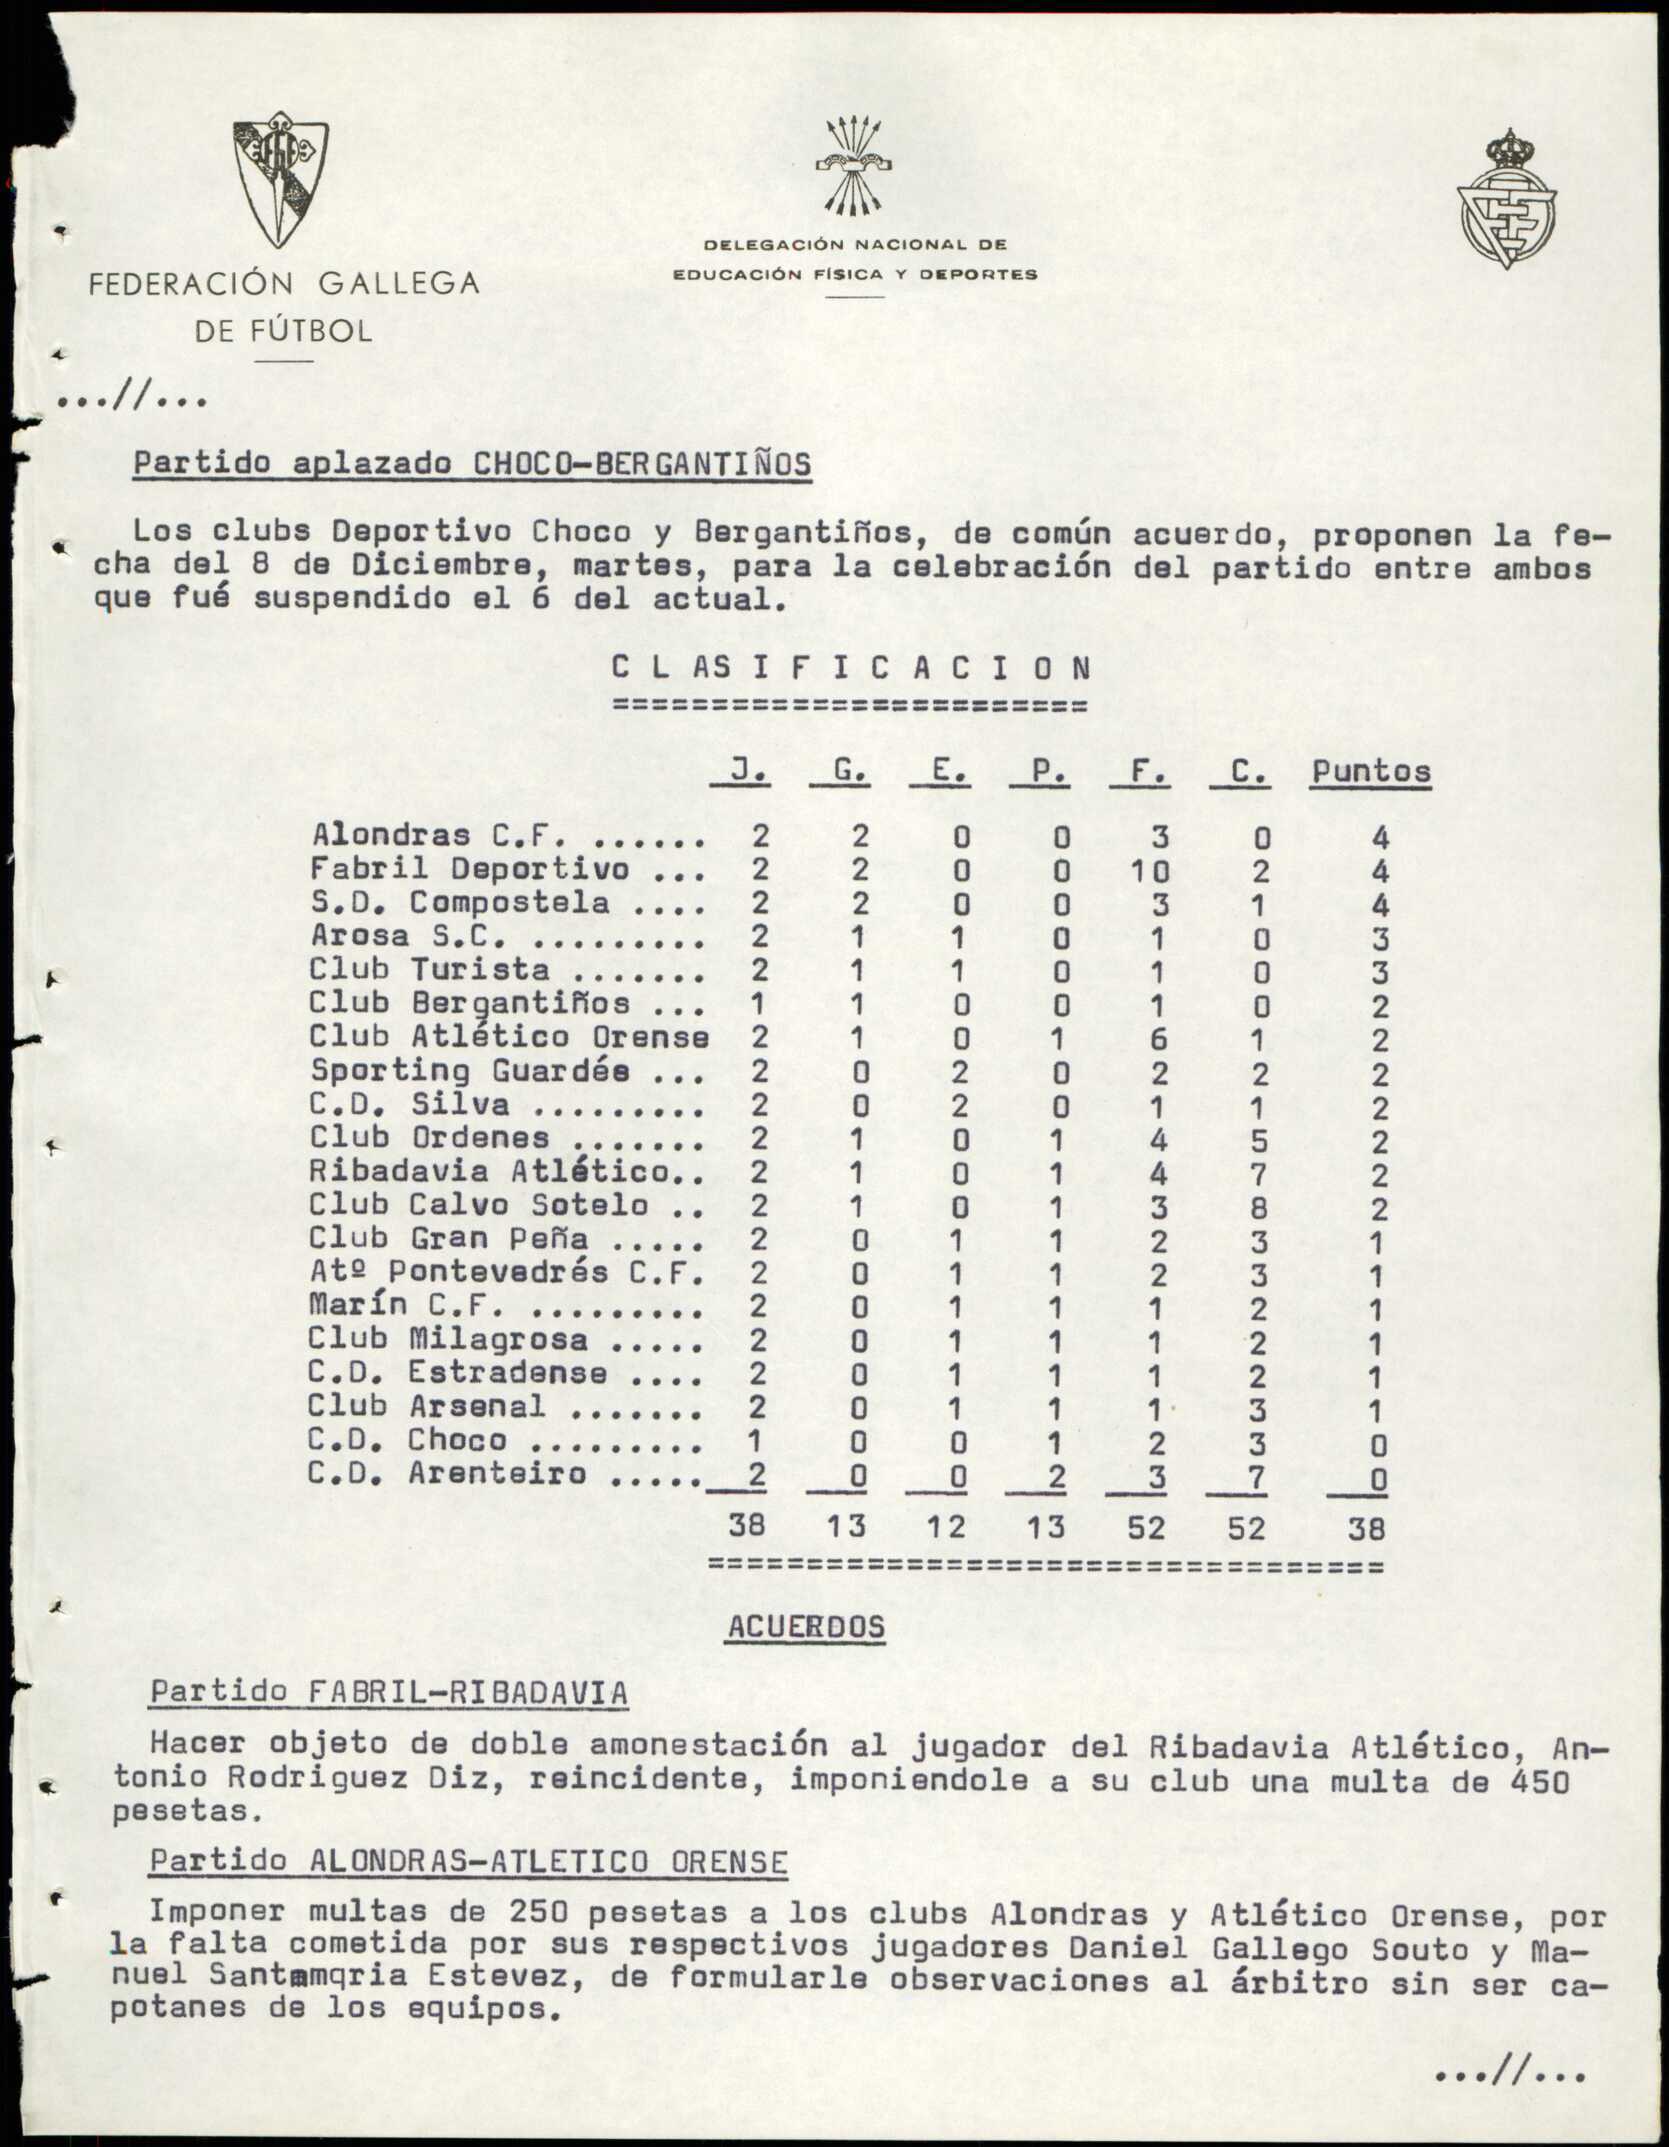 FEDERACIÓN GALLEGA
DE FÚTBOL
DELEGACIÓN NACIONAL DE
EDUCACIÓN FÍSICA Y DEPORTES
...//...
Partido aplazado CHOCO-BERGANTIÑOS
Los clubs Deportivo Choco y Bergantiños, de común acuerdo, proponen la fe-
cha del 8 de Diciembre, martes, para la celebración del partido entre ambos
que fué suspendido el 6 del actual.
C L AS I F I C A C I O N
========================
J. G. E. P. F. C. Puntos
Alondras C.F. ...... 2 2 0 0 3 0 4
Fabril Deportivo ... 2 2 0 0 10 2 4
S.D. Compostela .... 2 2 0 0 3 1 4
Arosa S.C. ......... 2 1 1 0 1 0 3
Club Turista ....... 2 1 1 0 1 0 3
Club Bergantiños ... 1 1 0 0 1 0 2
Club Atlético Orense 2 1 0 1 6 1 2
Sporting Guardés ... 2 0 2 0 2 2 2
C.D. Silva ......... 2 0 2 0 1 1 2
Club Ordenes ....... 2 1 0 1 4 5 2
Ribadavia Atlético.. 2 1 0 1 4 7 2
Club Calvo Sotelo .. 2 1 0 1 3 8 2
Club Gran Peña ..... 2 0 1 1 2 3 1
Atº Pontevedrés C.F. 2 0 1 1 2 3 1
Marín C.F. ......... 2 0 1 1 1 2 1
Club Milagrosa ..... 2 0 1 1 1 2 1
C.D. Estradense .... 2 0 1 1 1 2 1
Club Arsenal ....... 2 0 1 1 1 3 1
C.D. Choco ......... 1 0 0 1 2 3 0
C.D. Arenteiro ..... 2 0 0 2 3 7 0
38 13 12 13 52 52 38
==================================
ACUERDOS
Partido FABRIL-RIBADAVIA
Hacer objeto de doble amonestación al jugador del Ribadavia Atlético, An-
tonio Rodriguez Diz, reincidente, imponiendole a su club una multa de 450
pesetas.
Partido ALONDRAS-ATLETICO ORENSE
Imponer multas de 250 pesetas a los clubs Alondras y Atlético Orense, por
la falta cometida por sus respectivos jugadores Daniel Gallego Souto y Ma-
nuel Santamqria Estevez, de formularle observaciones al árbitro sin ser ca-
potanes de los equipos.
...//...